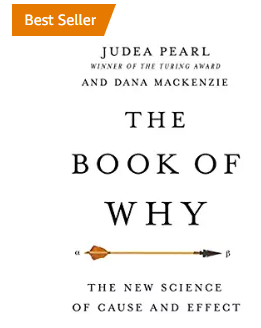 Best Seller
JUDEA PEARL
WINNER OF THE TURING AWARD
AND DANA MACKENZIE
THE
BOOK OF
WHY
α β
THE NEW SCIENCE
OF CAUSE AND EFFECT